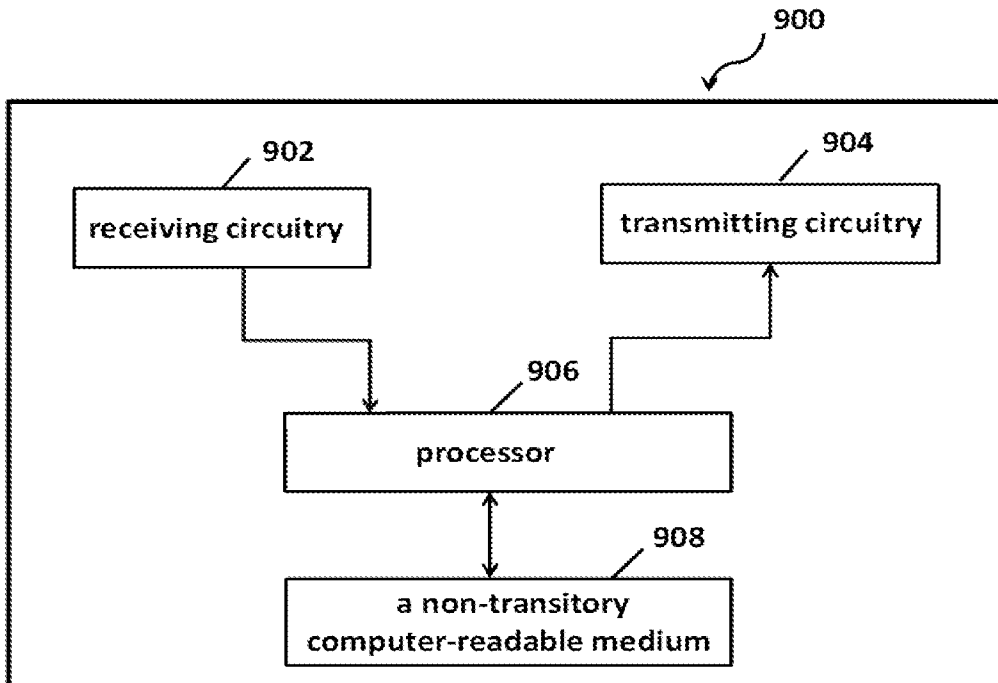 900
902
904
receiving circuitry
transmitting circuitry
906
processor
908
a non-transitory
computer-readable medium